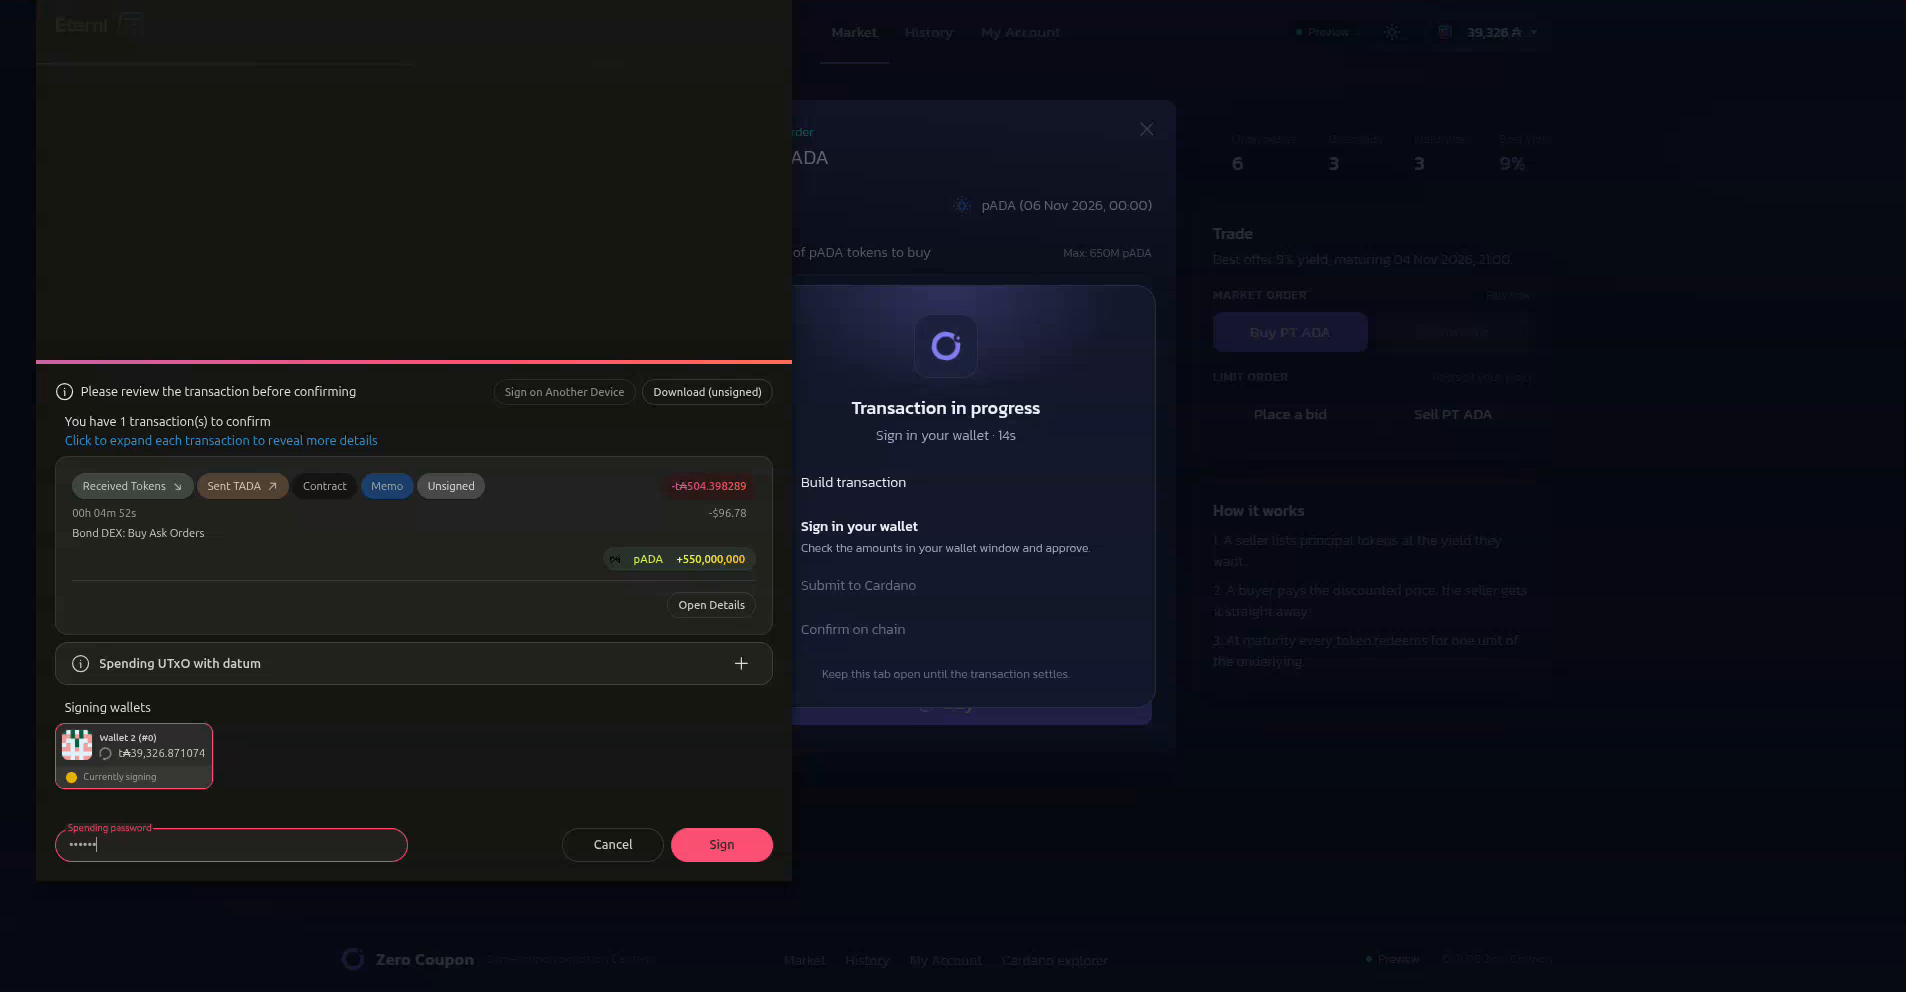 Eternl
Please review the transaction before confirming
Sign on Another Device
Download (unsigned)
You have 1 transaction(s) to confirm
Click to expand each transaction to reveal more details
Received Tokens ↘
Sent TADA ↗
Contract
Memo
Unsigned
-t₳504.398289
00h 04m 52s
-$96.78
Bond DEX: Buy Ask Orders
pADA +550,000,000
Open Details
Spending UTxO with datum
Signing wallets
Wallet 2 (#0)
t₳39,326.871074
Currently signing
Spending password
••••••
Cancel
Sign
Market
History
My Account
Preview
39,326 ₳
rder
ADA
pADA (06 Nov 2026, 00:00)
of pADA tokens to buy
Max: 650M pADA
Transaction in progress
Sign in your wallet · 14s
Build transaction
Sign in your wallet
Check the amounts in your wallet window and approve.
Submit to Cardano
Confirm on chain
Keep this tab open until the transaction settles.
6
3
3
9%
Trade
Best offer 9% yield, maturing 04 Nov 2026, 21:00.
MARKET ORDER
Buy PT ADA
LIMIT ORDER
Place a bid
Sell PT ADA
How it works
1. A seller lists principal tokens at the yield they
want.
2. A buyer pays the discounted price, the seller gets
it straight away.
3. At maturity every token redeems for one unit of
the underlying.
Zero Coupon
Market
History
My Account
Cardano explorer
Preview